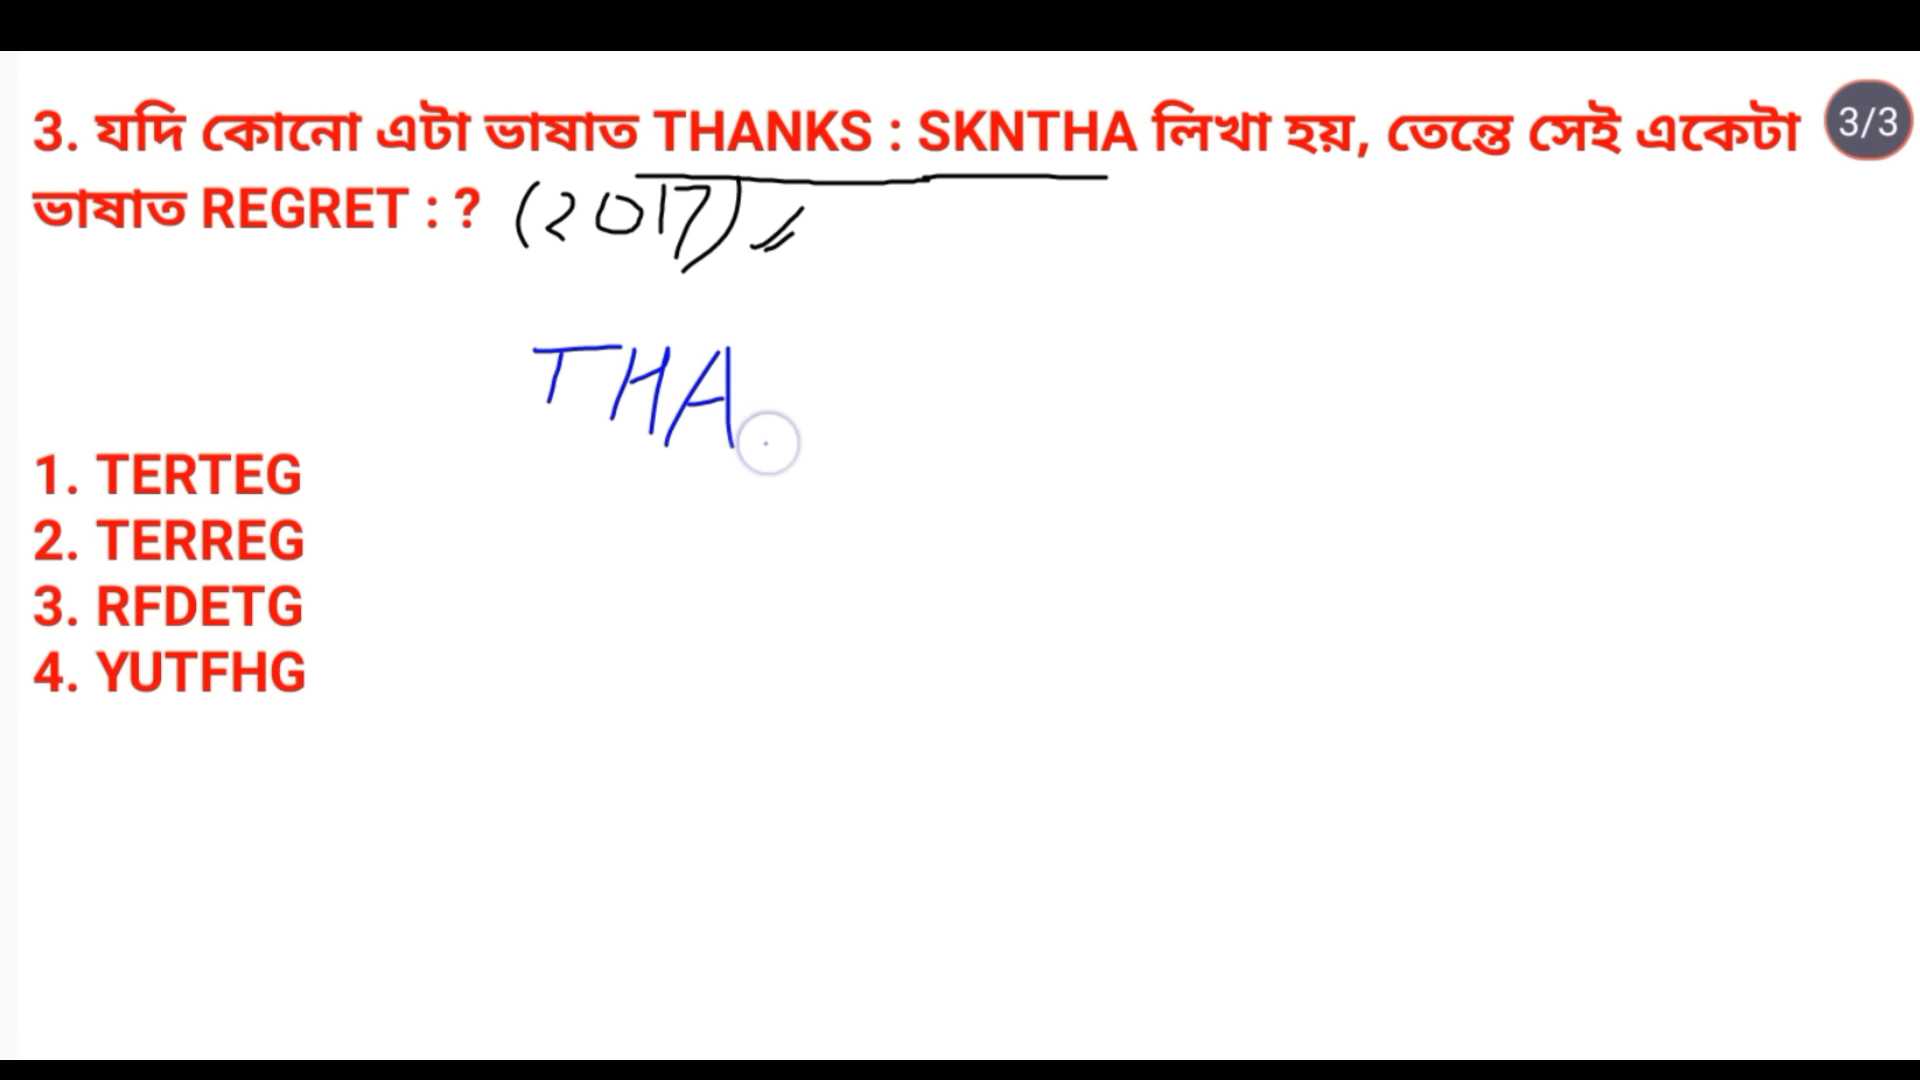 3. যদি কোনো এটা ভাষাত THANKS : SKNTHA লিখা হয়, তেন্তে সেই একেটা
3/3
ভাষাত REGRET : ? (2017)
THA
1. TERTEG
2. TERREG
3. RFDETG
4. YUTFHG